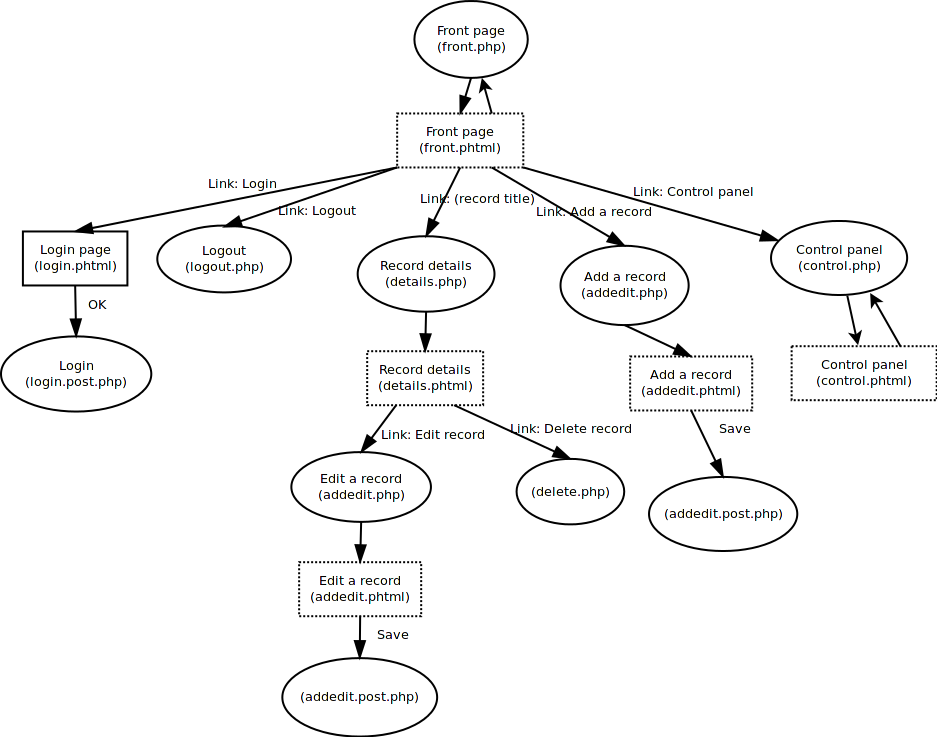 Front page
(front.php)
Front page
(front.phtml)
Link: Login
Link: Logout
Link: (record title)
Link: Add a record
Link: Control panel
Login page
(login.phtml)
Logout
(logout.php)
Record details
(details.php)
Add a record
(addedit.php)
Control panel
(control.php)
OK
Login
(login.post.php)
Record details
(details.phtml)
Add a record
(addedit.phtml)
Control panel
(control.phtml)
Link: Edit record
Link: Delete record
Save
Edit a record
(addedit.php)
(delete.php)
(addedit.post.php)
Edit a record
(addedit.phtml)
Save
(addedit.post.php)